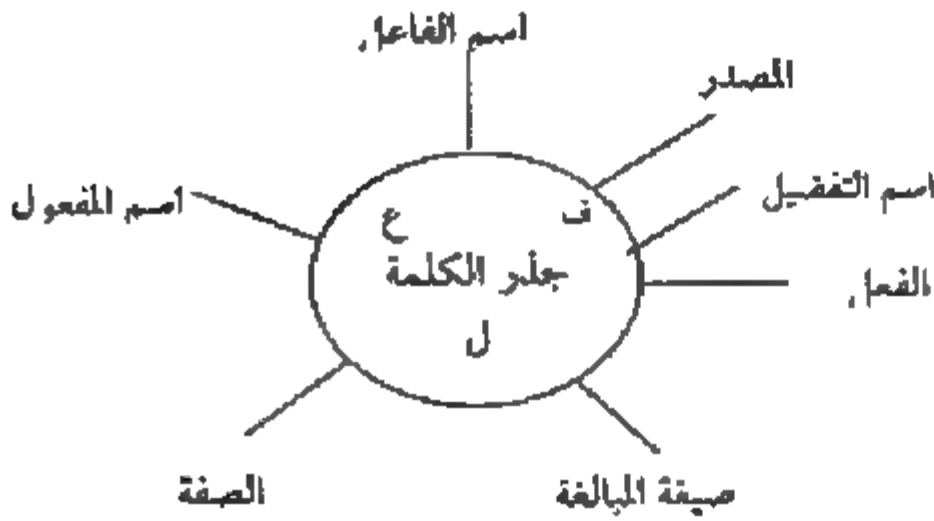 اسم الفاعل
المصدر
اسم التفضيل
اسم المفعول
ف
ع
جذر الكلمة
الفعل
ل
الصفة
صيغة المبالغة